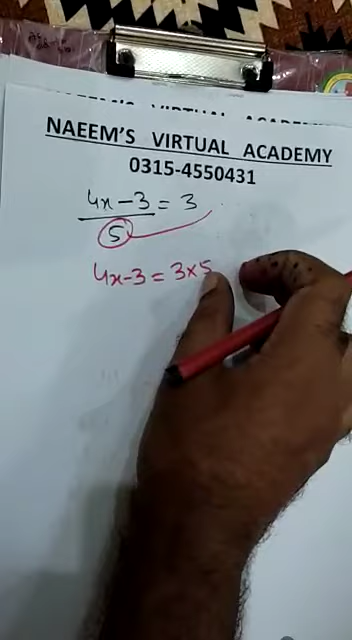 NAEEM'S VIRTUAL ACADEMY
0315-4550431
4x-3 = 3
5
4x-3 = 3x5